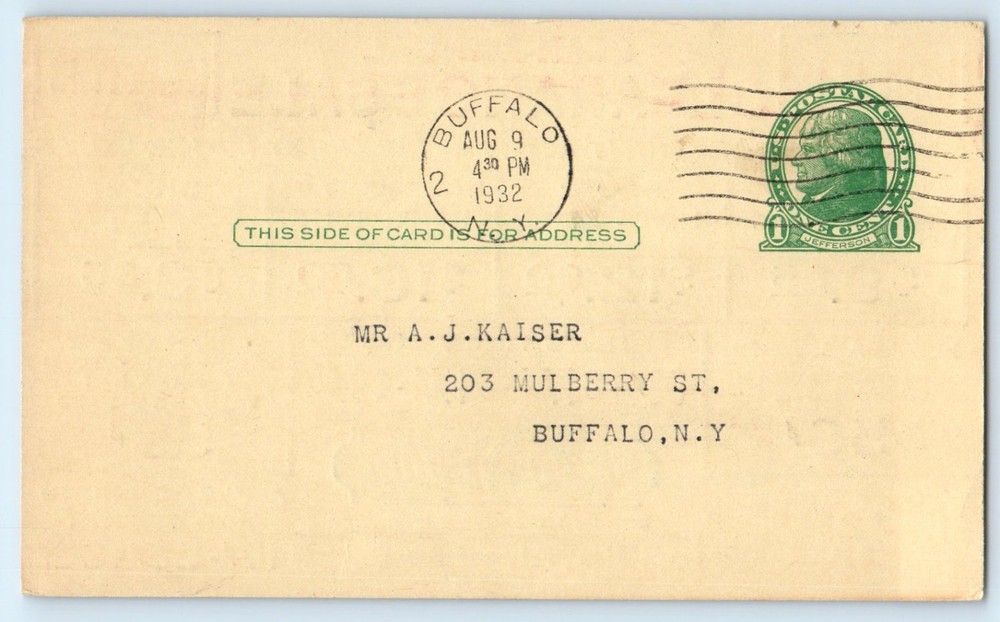 BUFFALO
AUG 9
4 30 PM
1932
2
N.Y.
U.S. POSTAL CARD
ONE CENT
1 JEFFERSON 1
THIS SIDE OF CARD IS FOR ADDRESS
MR A.J.KAISER
203 MULBERRY ST,
BUFFALO,N.Y